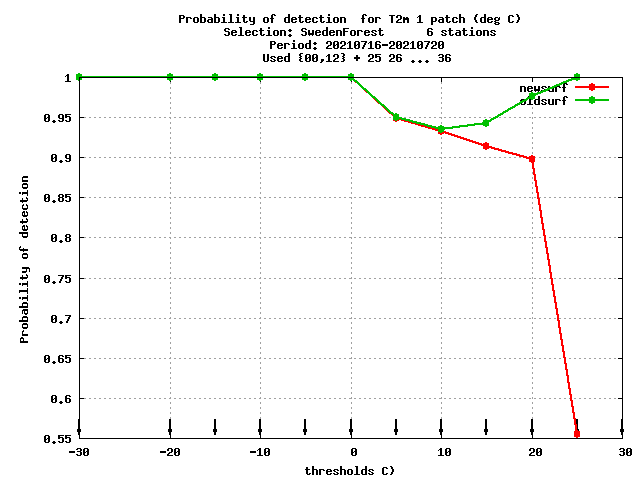 Probability of detection  for T2m 1 patch (deg C)
Selection: SwedenForest      6 stations
Period: 20210716-20210720
Used {00,12} + 25 26 ... 36
newsurf
oldsurf
Probability of detection
1
0.95
0.9
0.85
0.8
0.75
0.7
0.65
0.6
0.55
-30 -20 -10 0 10 20 30
thresholds C)